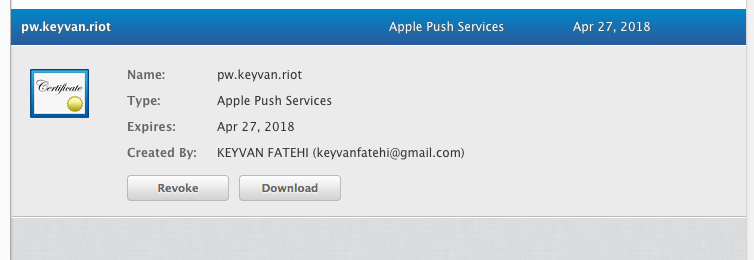 pw.keyvan.riot Apple Push Services Apr 27, 2018
Certificate
Name: pw.keyvan.riot
Type: Apple Push Services
Expires: Apr 27, 2018
Created By: KEYVAN FATEHI (keyvanfatehi@gmail.com)
Revoke Download